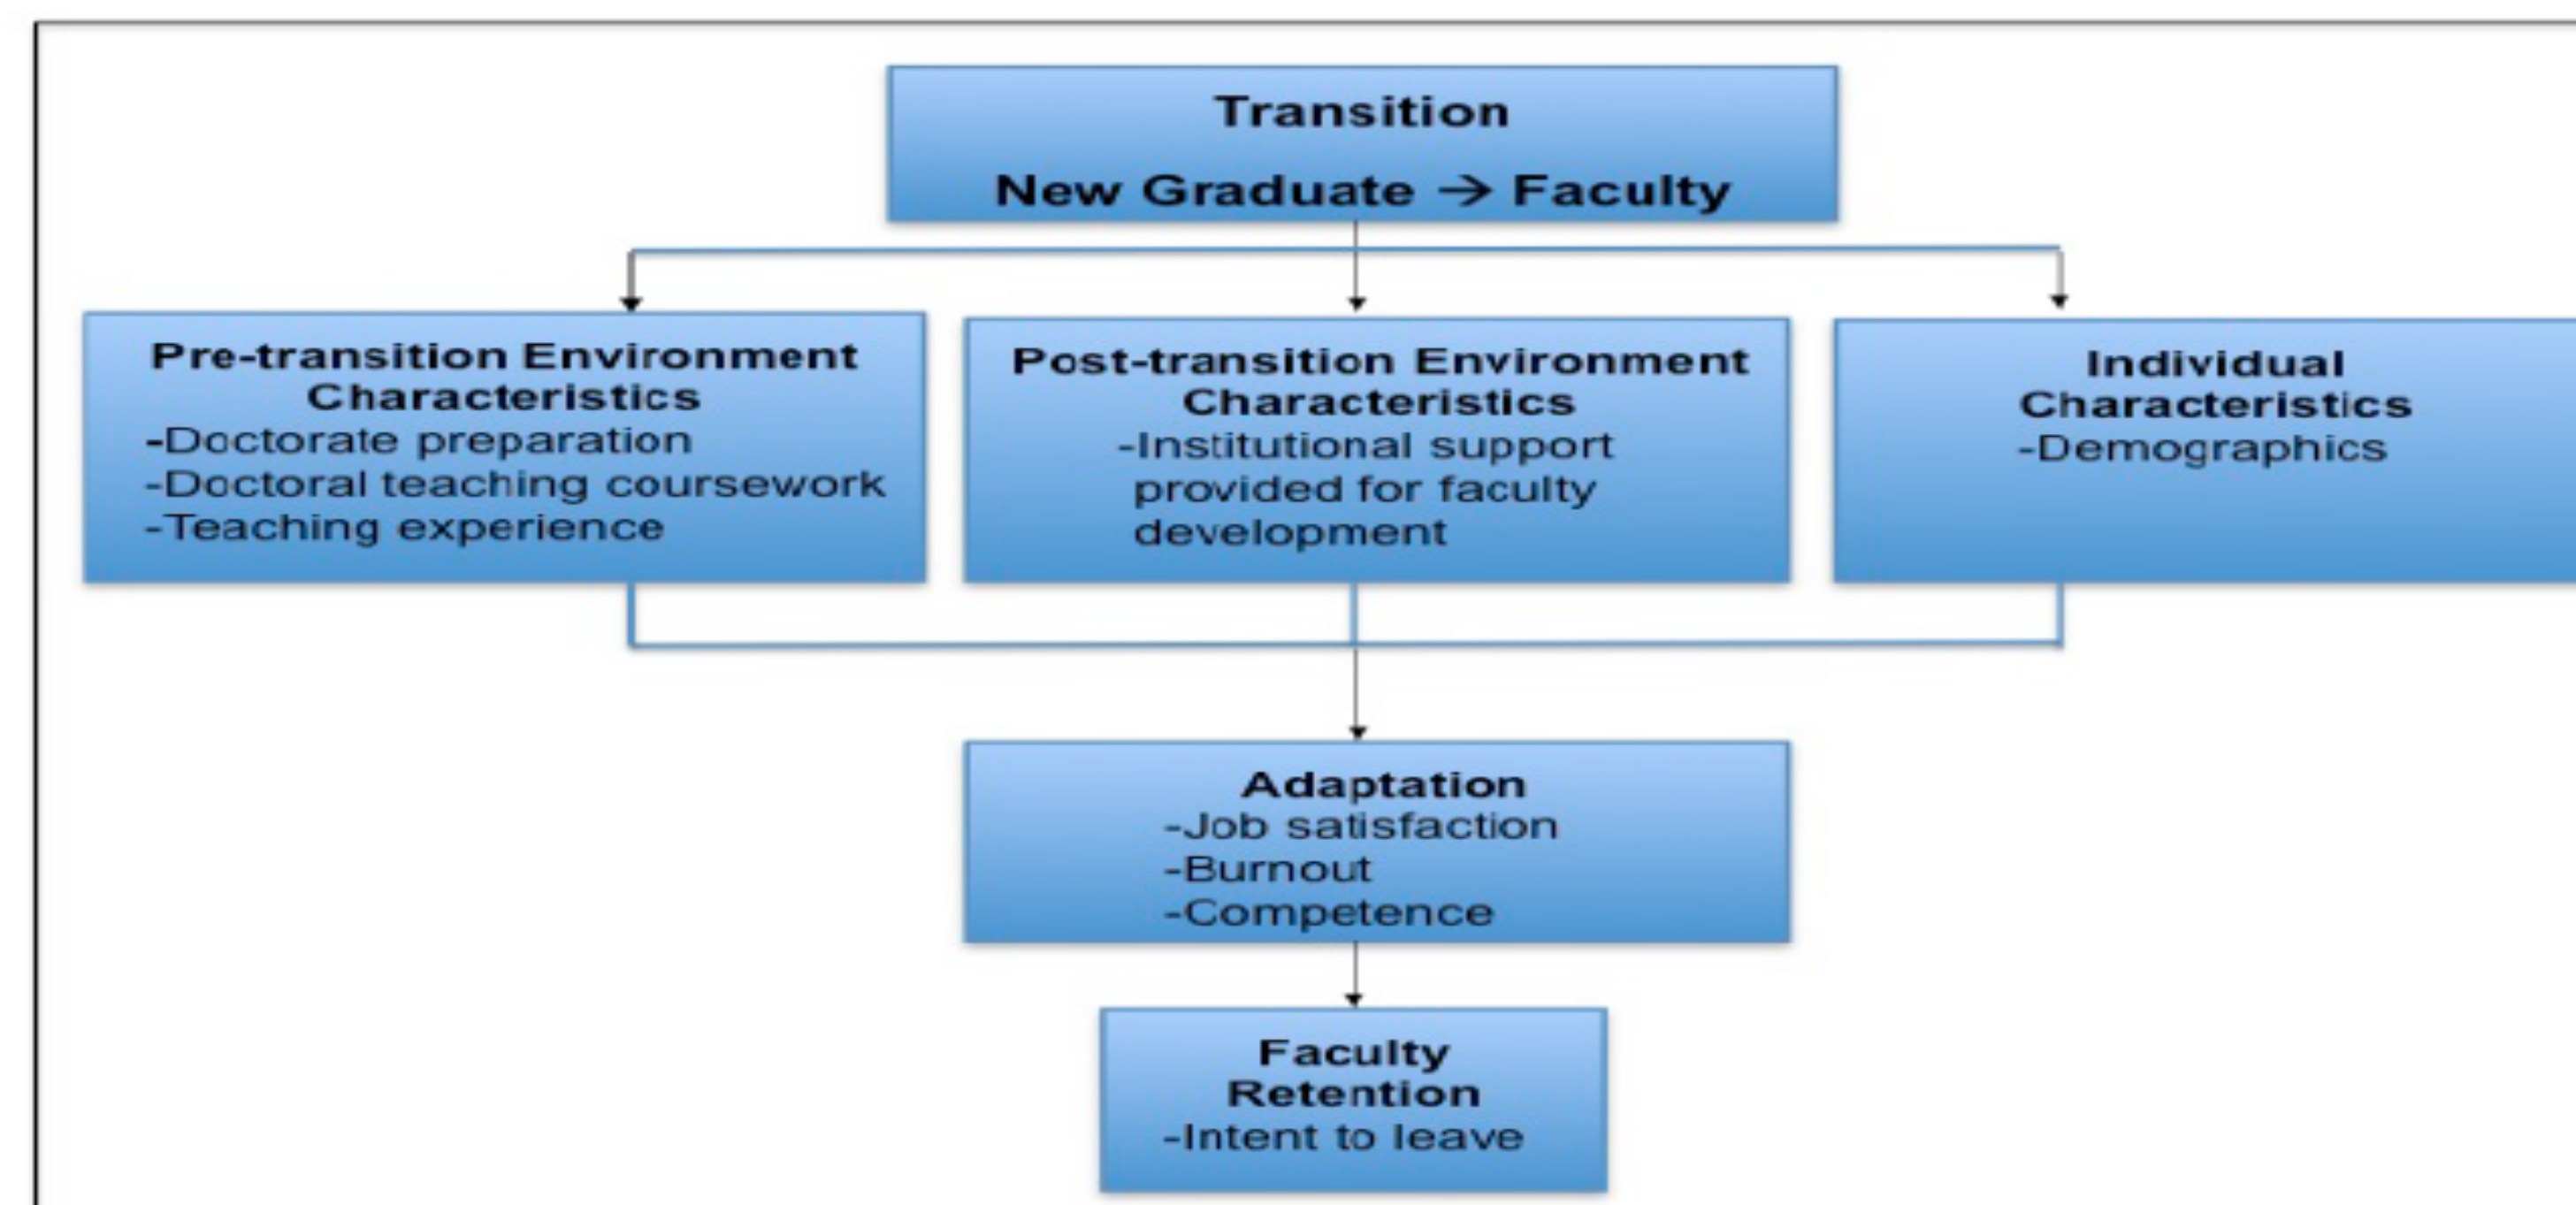 Transition
New Graduate → Faculty
Pre-transition Environment
Characteristics
-Doctorate preparation
-Doctoral teaching coursework
-Teaching experience
Post-transition Environment
Characteristics
-Institutional support
provided for faculty
development
Individual
Characteristics
-Demographics
Adaptation
-Job satisfaction
-Burnout
-Competence
Faculty
Retention
-Intent to leave